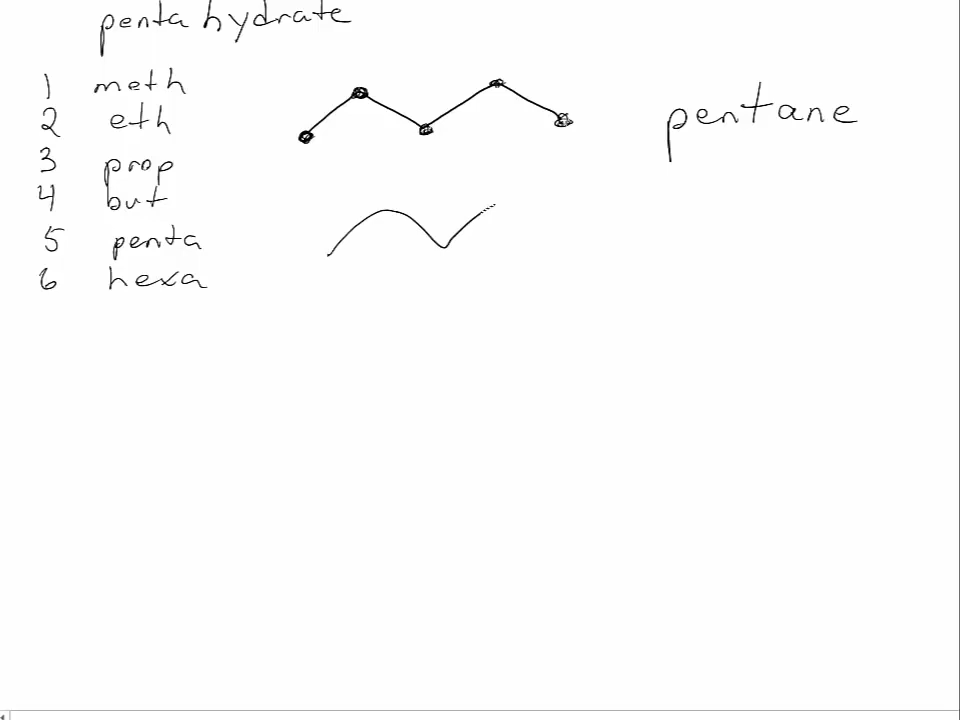 penta hydrate
1 meth
2 eth
3 prop
4 but
5 penta
6 hexa
pentane